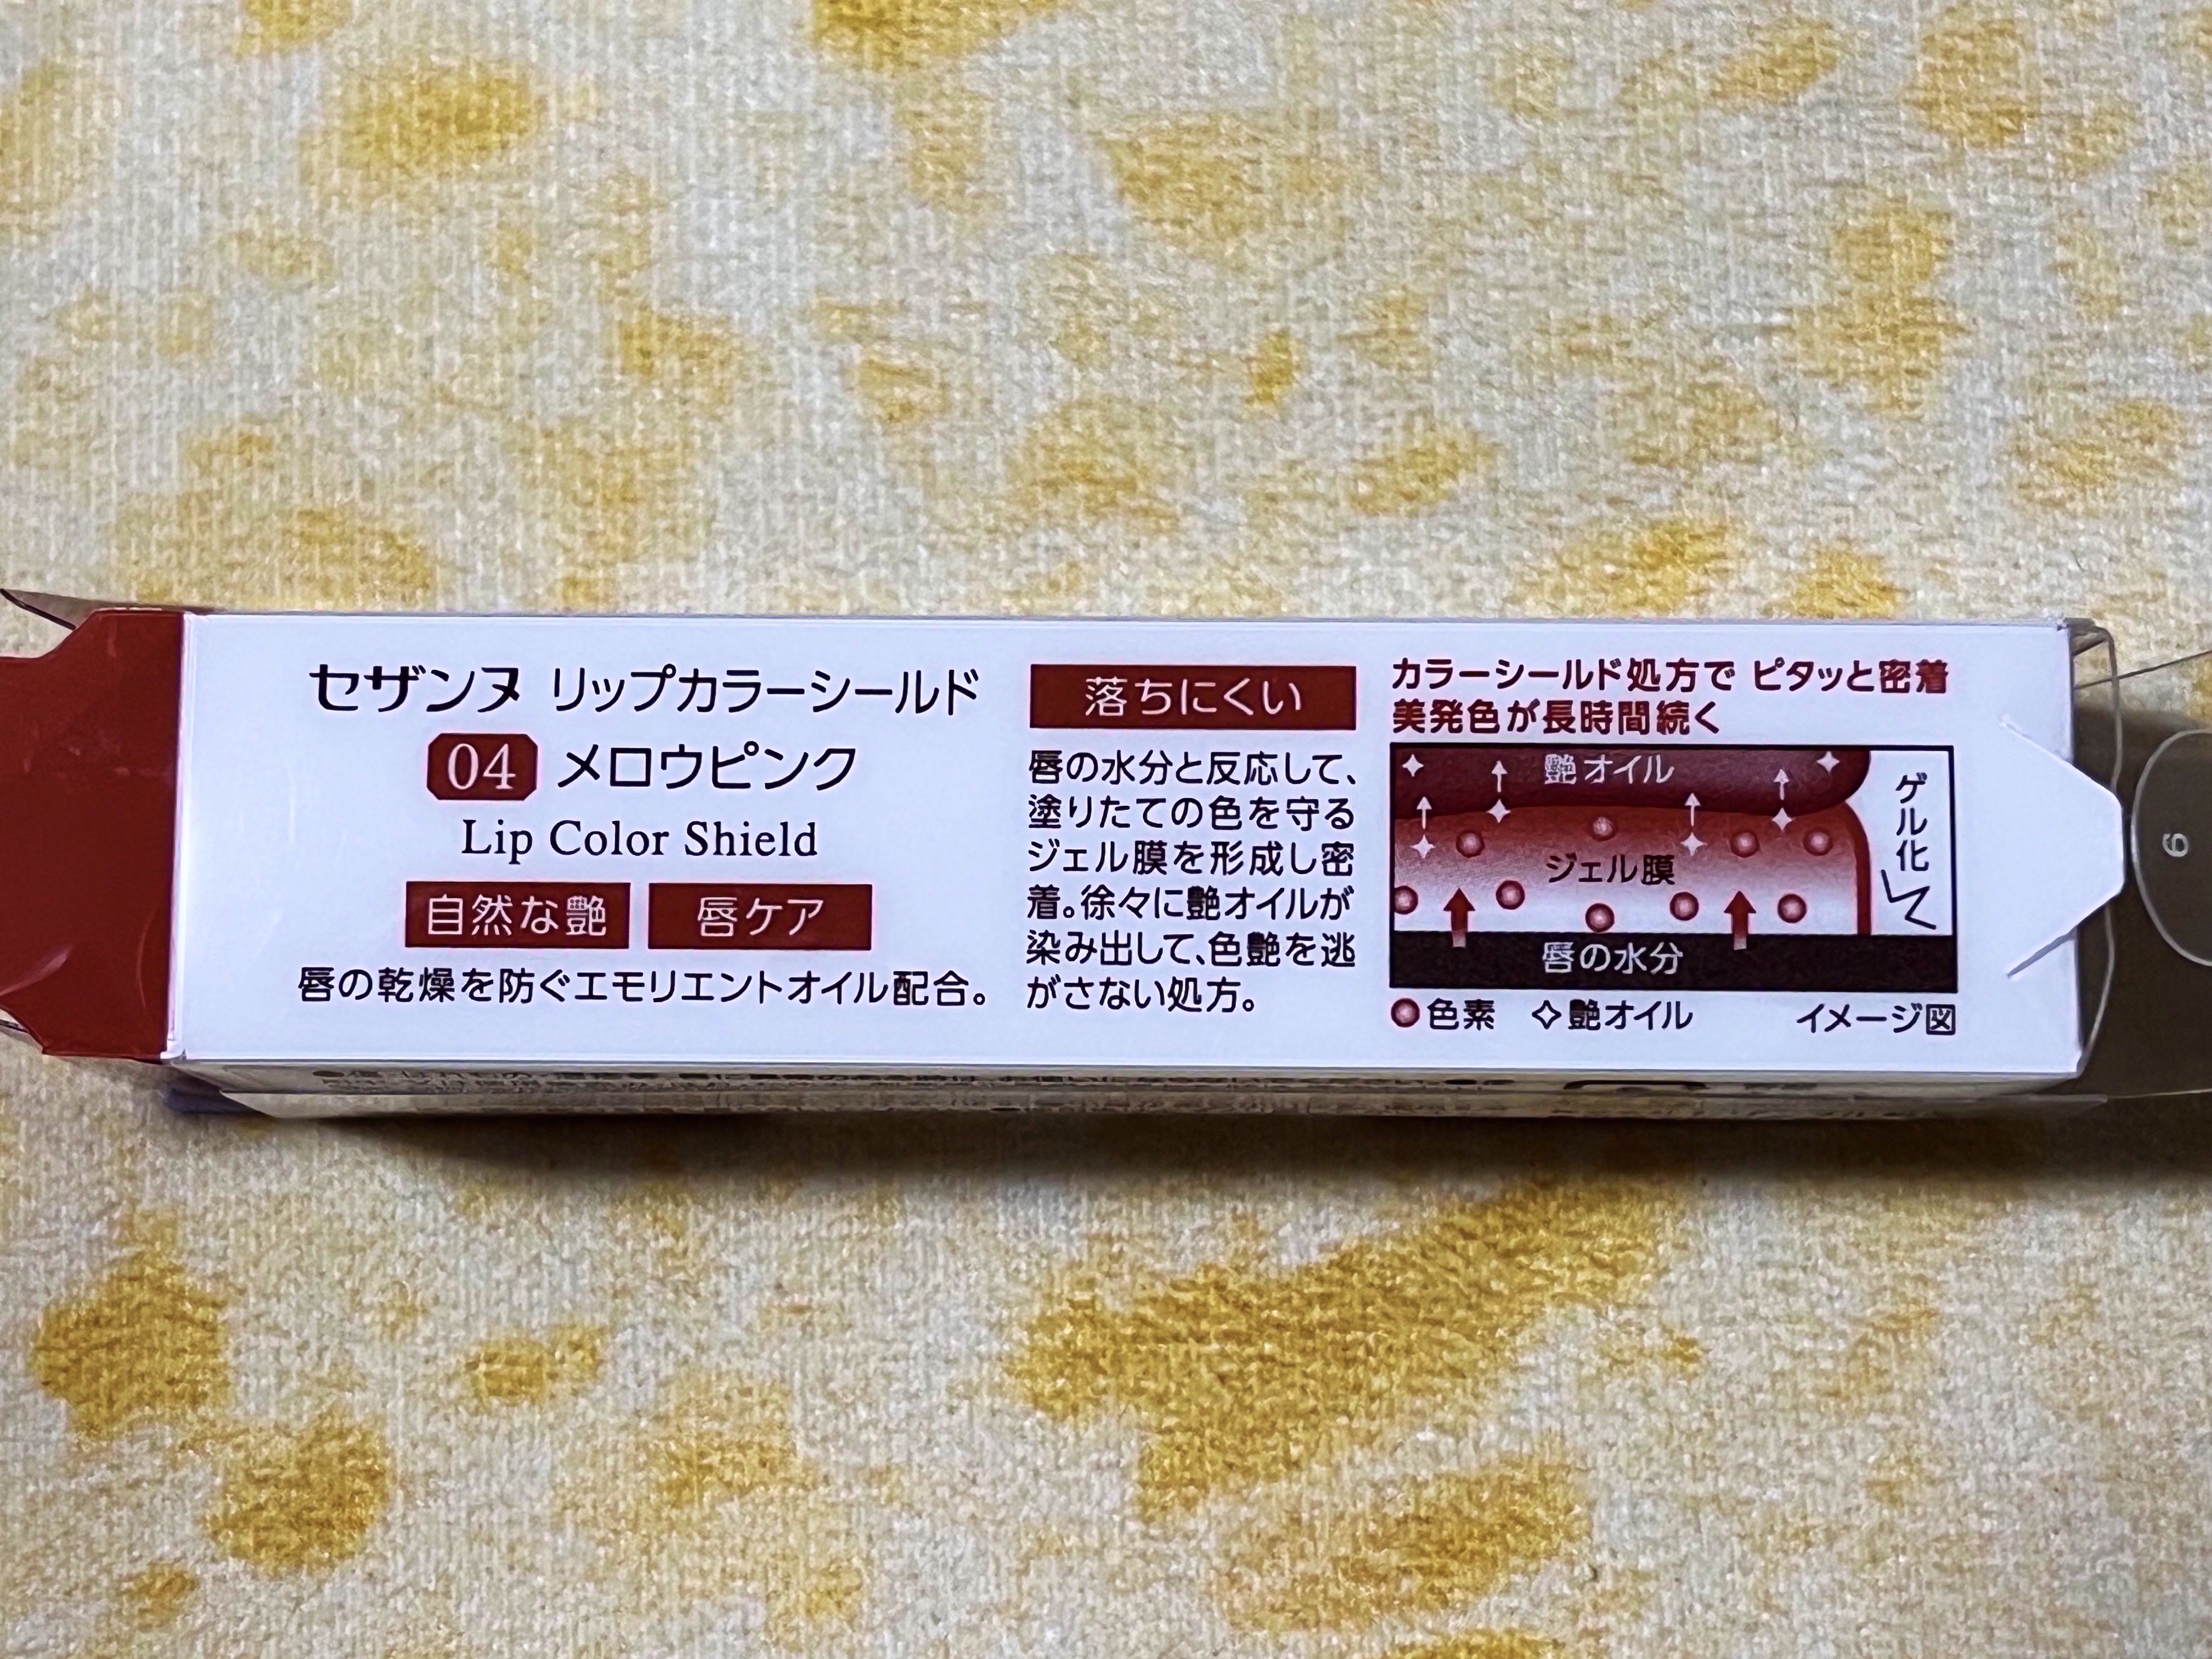 セザンヌ リップカラーシールド
04 メロウピンク
Lip Color Shield
自然な艶 唇ケア
唇の乾燥を防ぐエモリエントオイル配合。
落ちにくい
唇の水分と反応して、
塗りたての色を守る
ジェル膜を形成し密
着。徐々に艶オイルが
染み出して、色艶を逃
がさない処方。
カラーシールド処方で ピタッと密着
美発色が長時間続く
艶オイル
ジェル膜
ゲル化
唇の水分
色素 艶オイル イメージ図